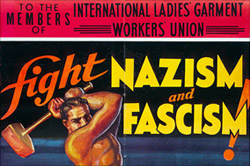 TO THE
MEMBERS
OF
INTERNATIONAL LADIES' GARMENT
WORKERS' UNION
fight NAZISM
and
FASCISM!